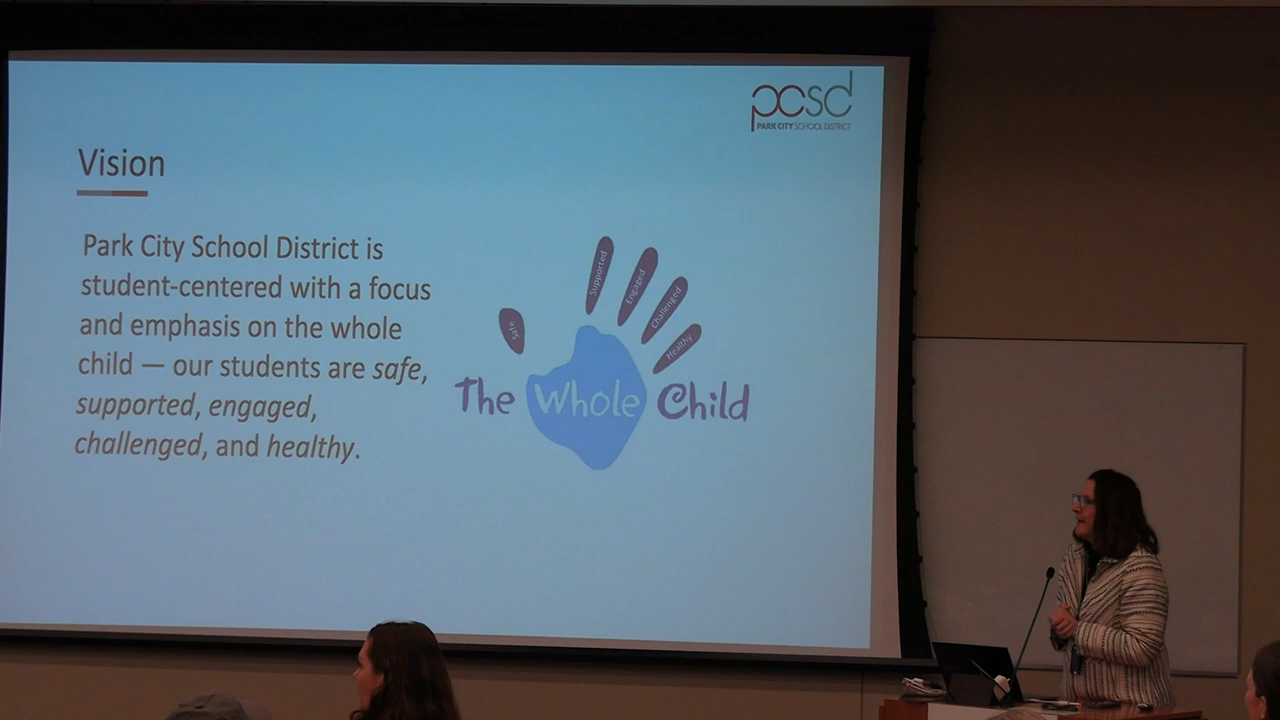 pcsd
PARK CITY SCHOOL DISTRICT
Vision
Park City School District is
student-centered with a focus
and emphasis on the whole
child — our students are safe,
supported, engaged,
challenged, and healthy.
Safe
Supported
Engaged
Challenged
Healthy
The Whole Child